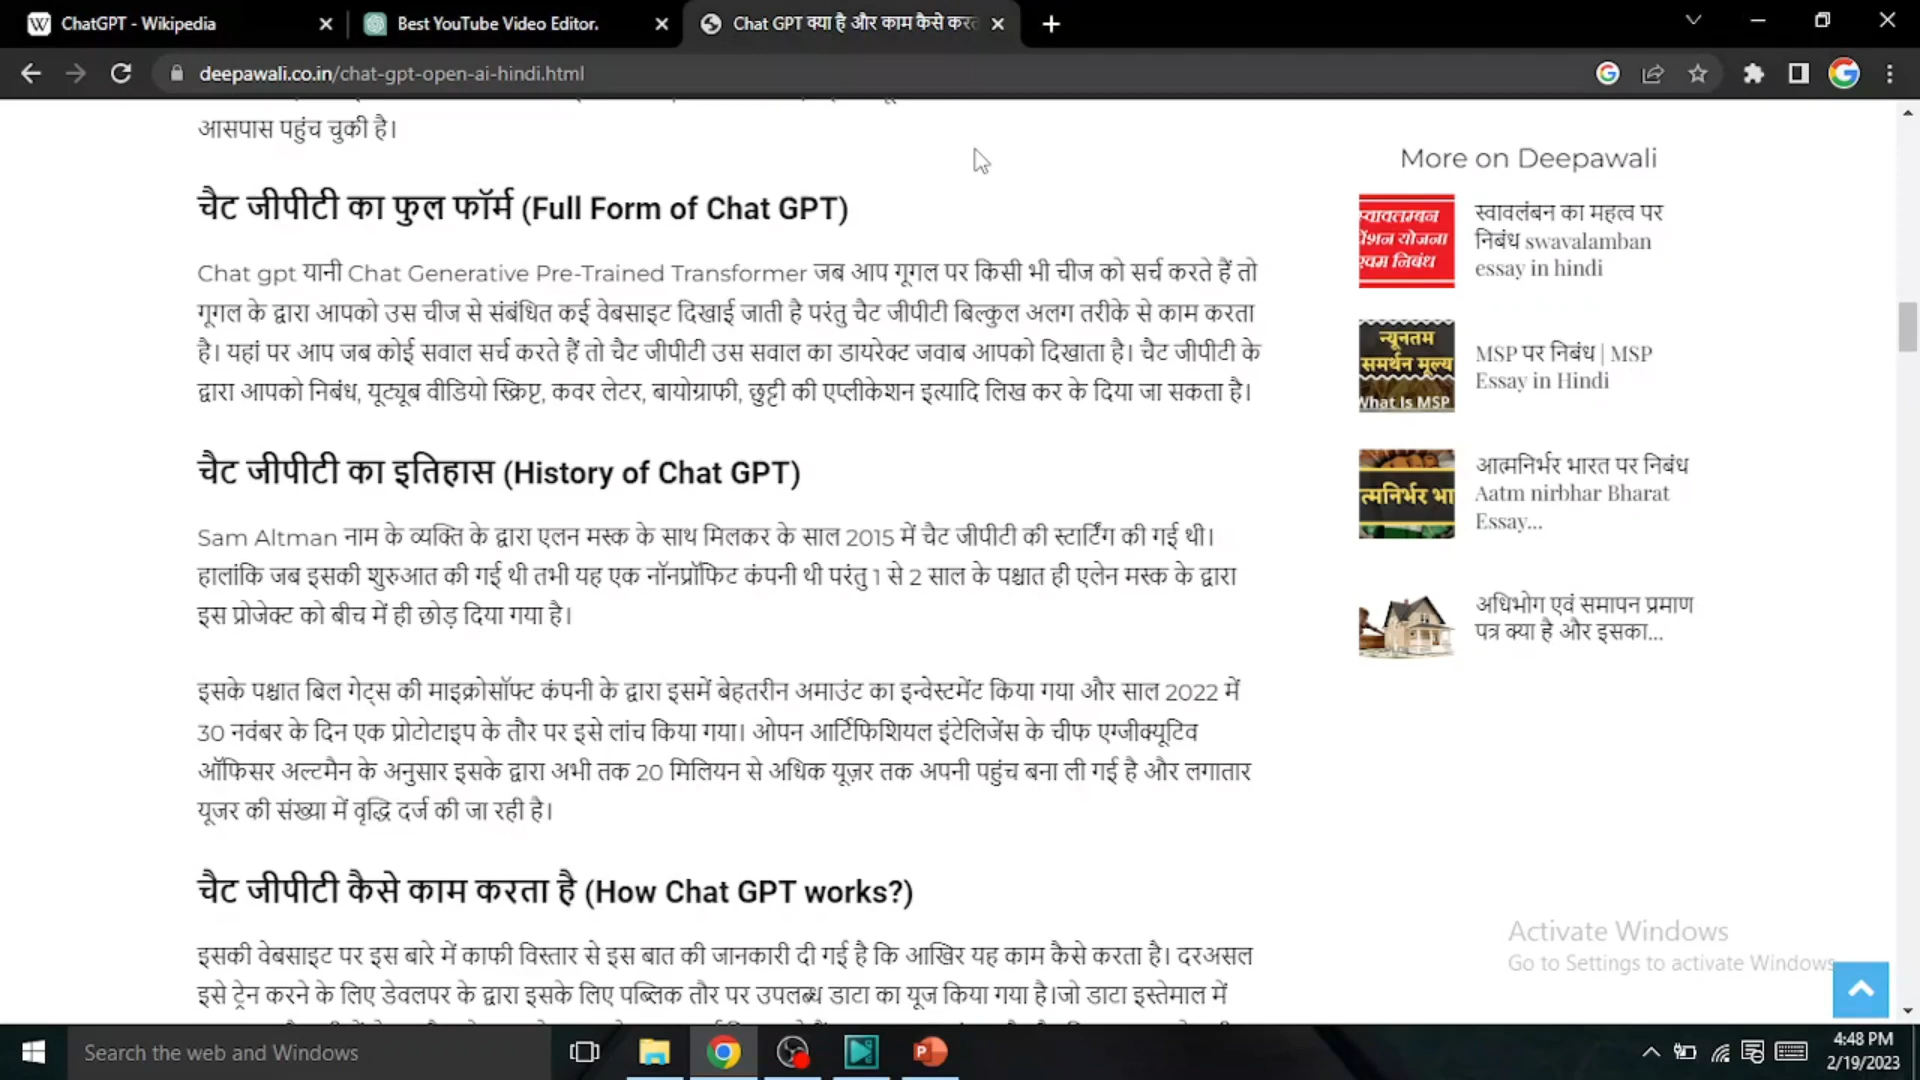 ChatGPT - Wikipedia
Best YouTube Video Editor.
Chat GPT क्या है और काम कैसे करत
deepawali.co.in/chat-gpt-open-ai-hindi.html
आसपास पहुंच चुकी है।
चैट जीपीटी का फुल फॉर्म (Full Form of Chat GPT)
Chat gpt यानी Chat Generative Pre-Trained Transformer जब आप गूगल पर किसी भी चीज को सर्च करते हैं तो
गूगल के द्वारा आपको उस चीज से संबंधित कई वेबसाइट दिखाई जाती है परंतु चैट जीपीटी बिल्कुल अलग तरीके से काम करता
है। यहां पर आप जब कोई सवाल सर्च करते हैं तो चैट जीपीटी उस सवाल का डायरेक्ट जवाब आपको दिखाता है। चैट जीपीटी के
द्वारा आपको निबंध, यूट्यूब वीडियो स्क्रिप्ट, कवर लेटर, बायोग्राफी, छुट्टी की एप्लीकेशन इत्यादि लिख कर के दिया जा सकता है।
चैट जीपीटी का इतिहास (History of Chat GPT)
Sam Altman नाम के व्यक्ति के द्वारा एलन मस्क के साथ मिलकर के साल 2015 में चैट जीपीटी की स्टार्टिंग की गई थी।
हालांकि जब इसकी शुरुआत की गई थी तभी यह एक नॉनप्रॉफिट कंपनी थी परंतु 1 से 2 साल के पश्चात ही एलेन मस्क के द्वारा
इस प्रोजेक्ट को बीच में ही छोड़ दिया गया है।
इसके पश्चात बिल गेट्स की माइक्रोसॉफ्ट कंपनी के द्वारा इसमें बेहतरीन अमाउंट का इन्वेस्टमेंट किया गया और साल 2022 में
30 नवंबर के दिन एक प्रोटोटाइप के तौर पर इसे लांच किया गया। ओपन आर्टिफिशियल इंटेलिजेंस के चीफ एग्जीक्यूटिव
ऑफिसर अल्टमैन के अनुसार इसके द्वारा अभी तक 20 मिलियन से अधिक यूज़र तक अपनी पहुंच बना ली गई है और लगातार
यूजर की संख्या में वृद्धि दर्ज की जा रही है।
चैट जीपीटी कैसे काम करता है (How Chat GPT works?)
इसकी वेबसाइट पर इस बारे में काफी विस्तार से इस बात की जानकारी दी गई है कि आखिर यह काम कैसे करता है। दरअसल
इसे ट्रेन करने के लिए डेवलपर के द्वारा इसके लिए पब्लिक तौर पर उपलब्ध डाटा का यूज किया गया है।जो डाटा इस्तेमाल में
More on Deepawali
स्वावलम्बन
पेंशन योजना
निबंध
स्वावलंबन का महत्व पर
निबंध swavalamban
essay in hindi
न्यूनतम
समर्थन मूल्य
What Is MSP
MSP पर निबंध | MSP
Essay in Hindi
त्मनिर्भर भा
आत्मनिर्भर भारत पर निबंध
Aatm nirbhar Bharat
Essay...
अधिभोग एवं समापन प्रमाण
पत्र क्या है और इसका...
Activate Windows
Go to Settings to activate Windows
Search the web and Windows
4:48 PM
2/19/2023